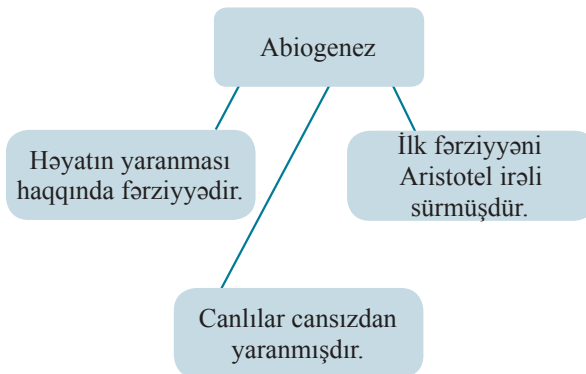 Abiogenez
Həyatın yaranması
haqqında fərziyyədir.
İlk fərziyyəni
Aristotel irəli
sürmüşdür.
Canlılar cansızdan
yaranmışdır.